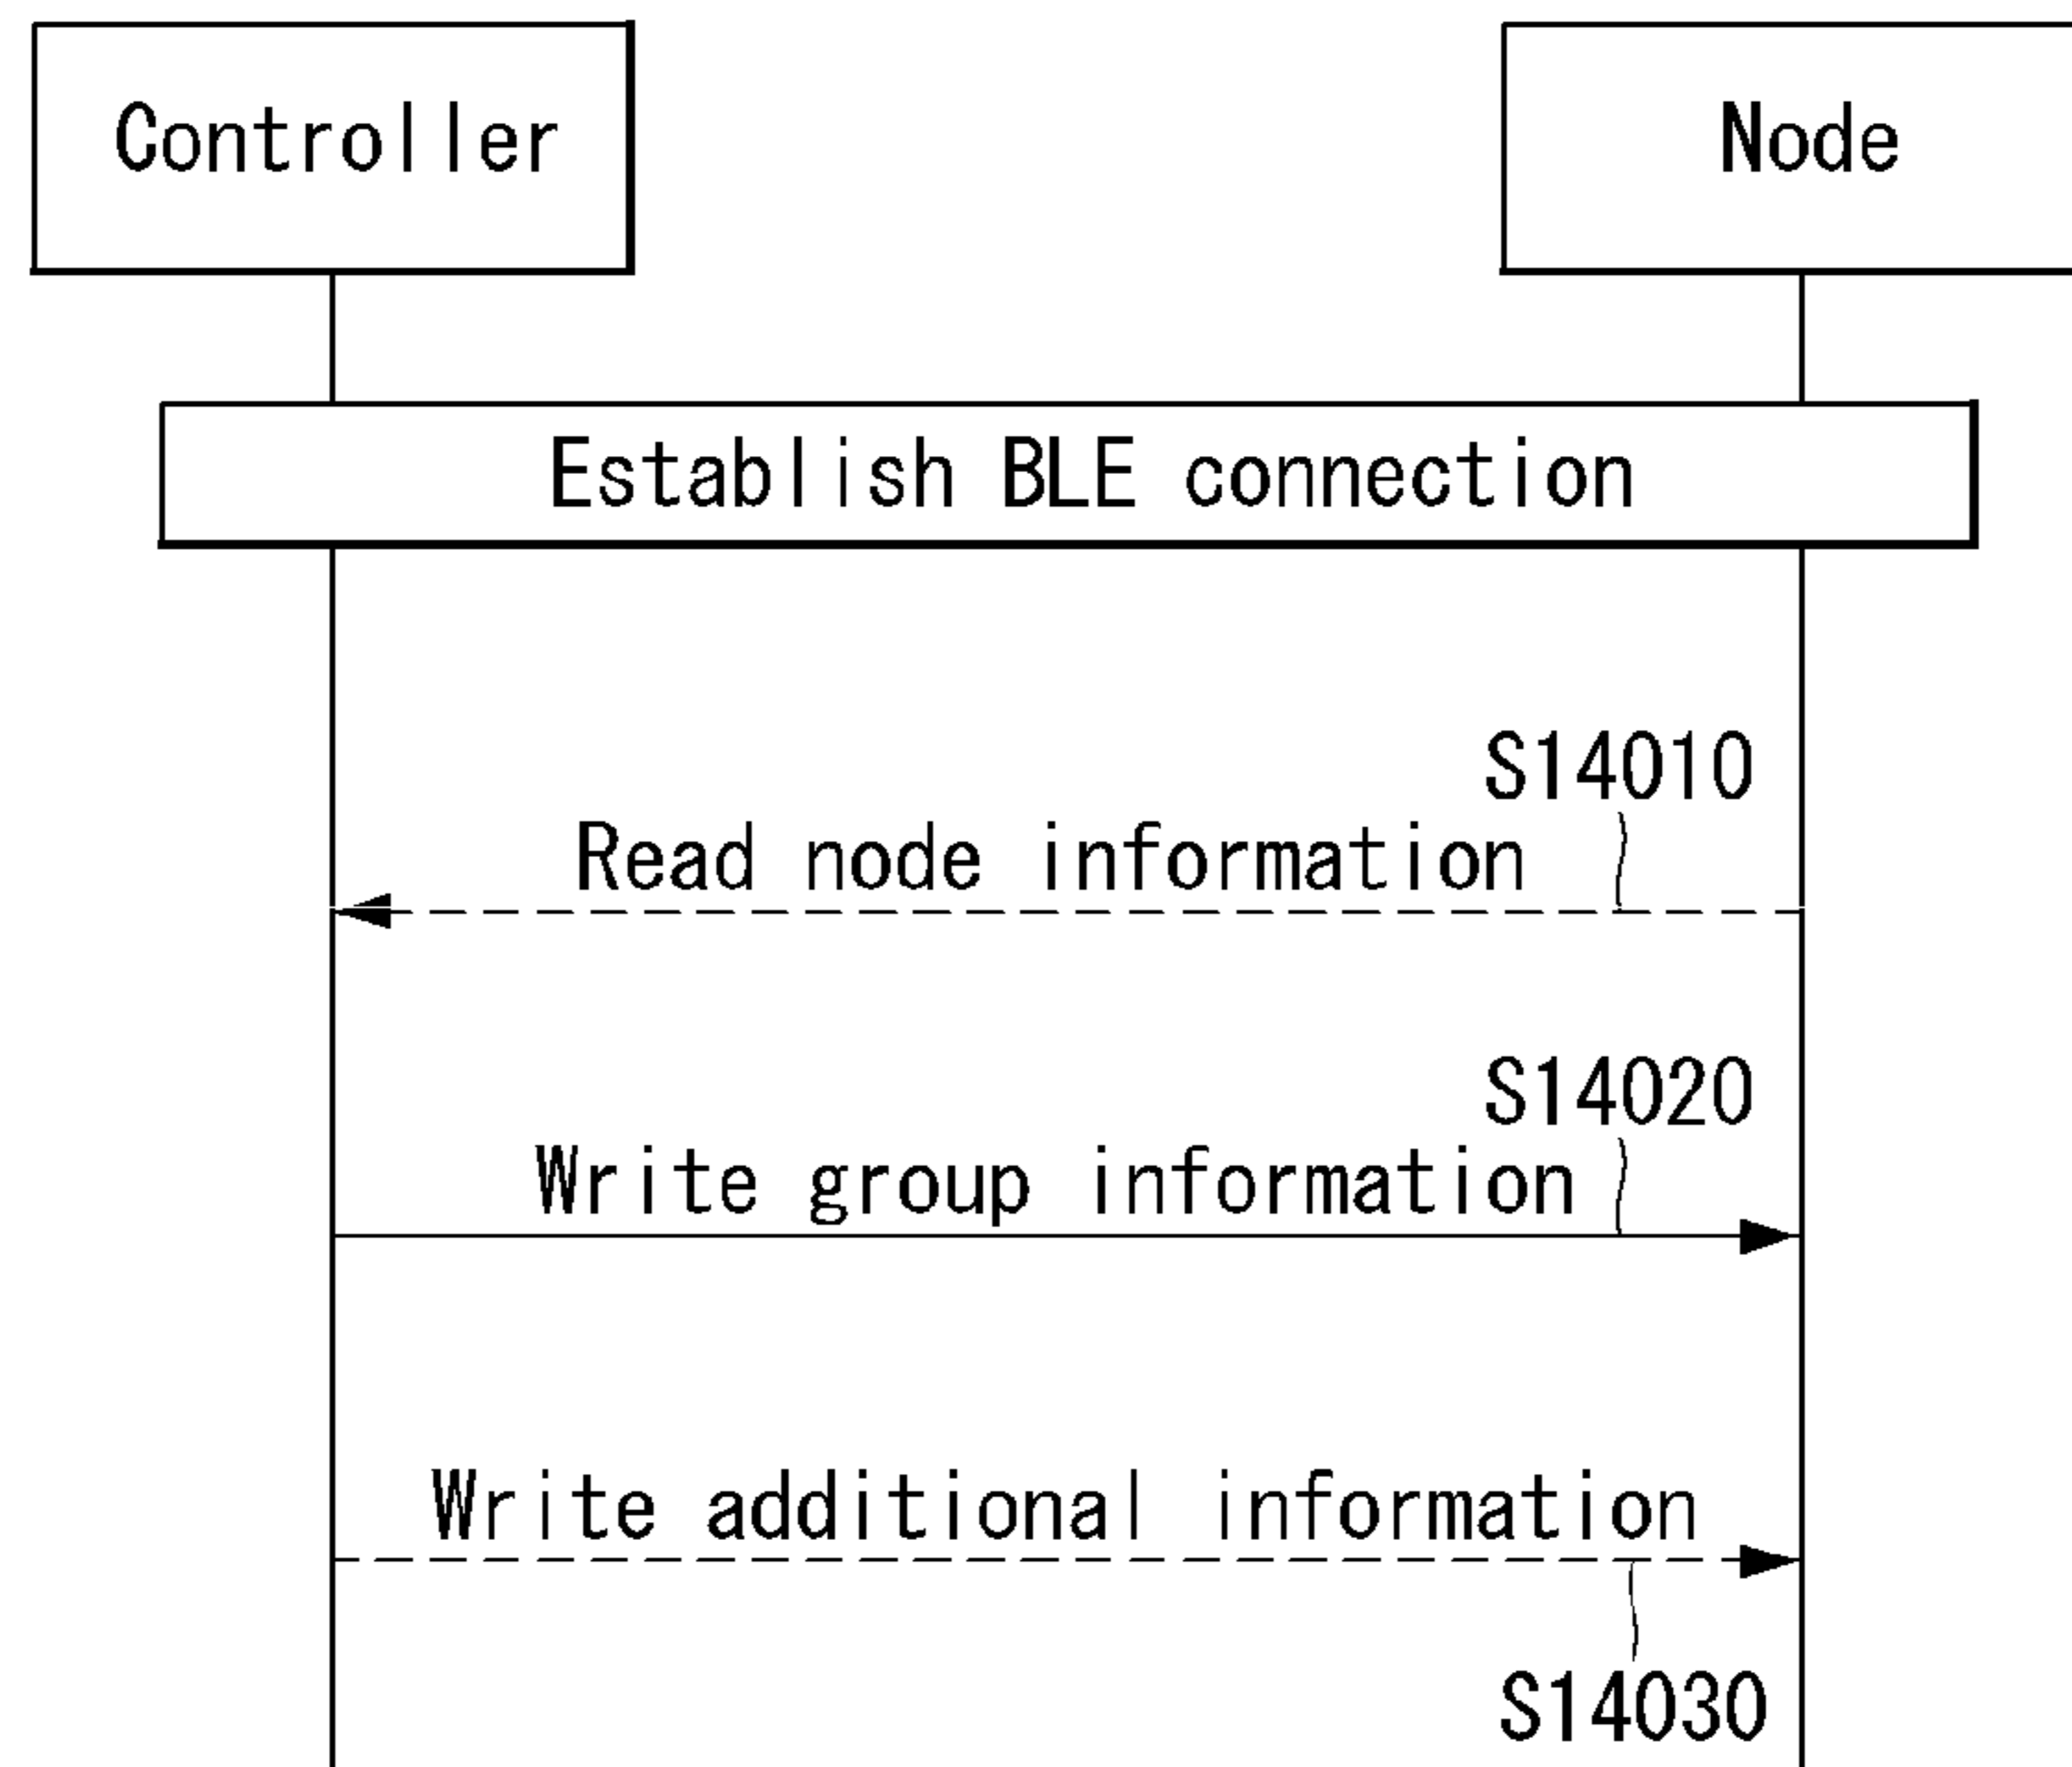 Controller
Node
Establish BLE connection
S14010
Read node information
S14020
Write group information
Write additional information
S14030